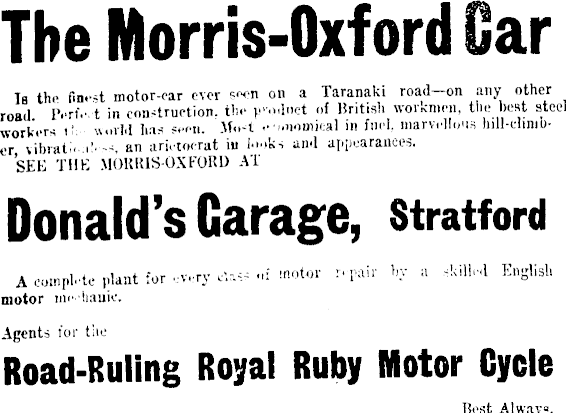 The Morris-Oxford Car
Is the finest motor-car ever seen on a Taranaki road—on any other
road. Perfect in construction, the product of British workmen, the best steel
workers the world has seen. Most economical in fuel, marvellous hill-climb-
er, vibrationless, an arictocrat in looks and appearances.
SEE THE MORRIS-OXFORD AT
Donald's Garage, Stratford
A complete plant for every class of motor repair by a skilled English
motor mechanic.
Agents for the
Road-Ruling Royal Ruby Motor Cycle
Best Always.